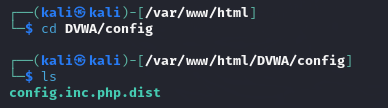 ┌──(kali㉿kali)-[/var/www/html]
└─$ cd DVWA/config
┌──(kali㉿kali)-[/var/www/html/DVWA/config]
└─$ ls
config.inc.php.dist